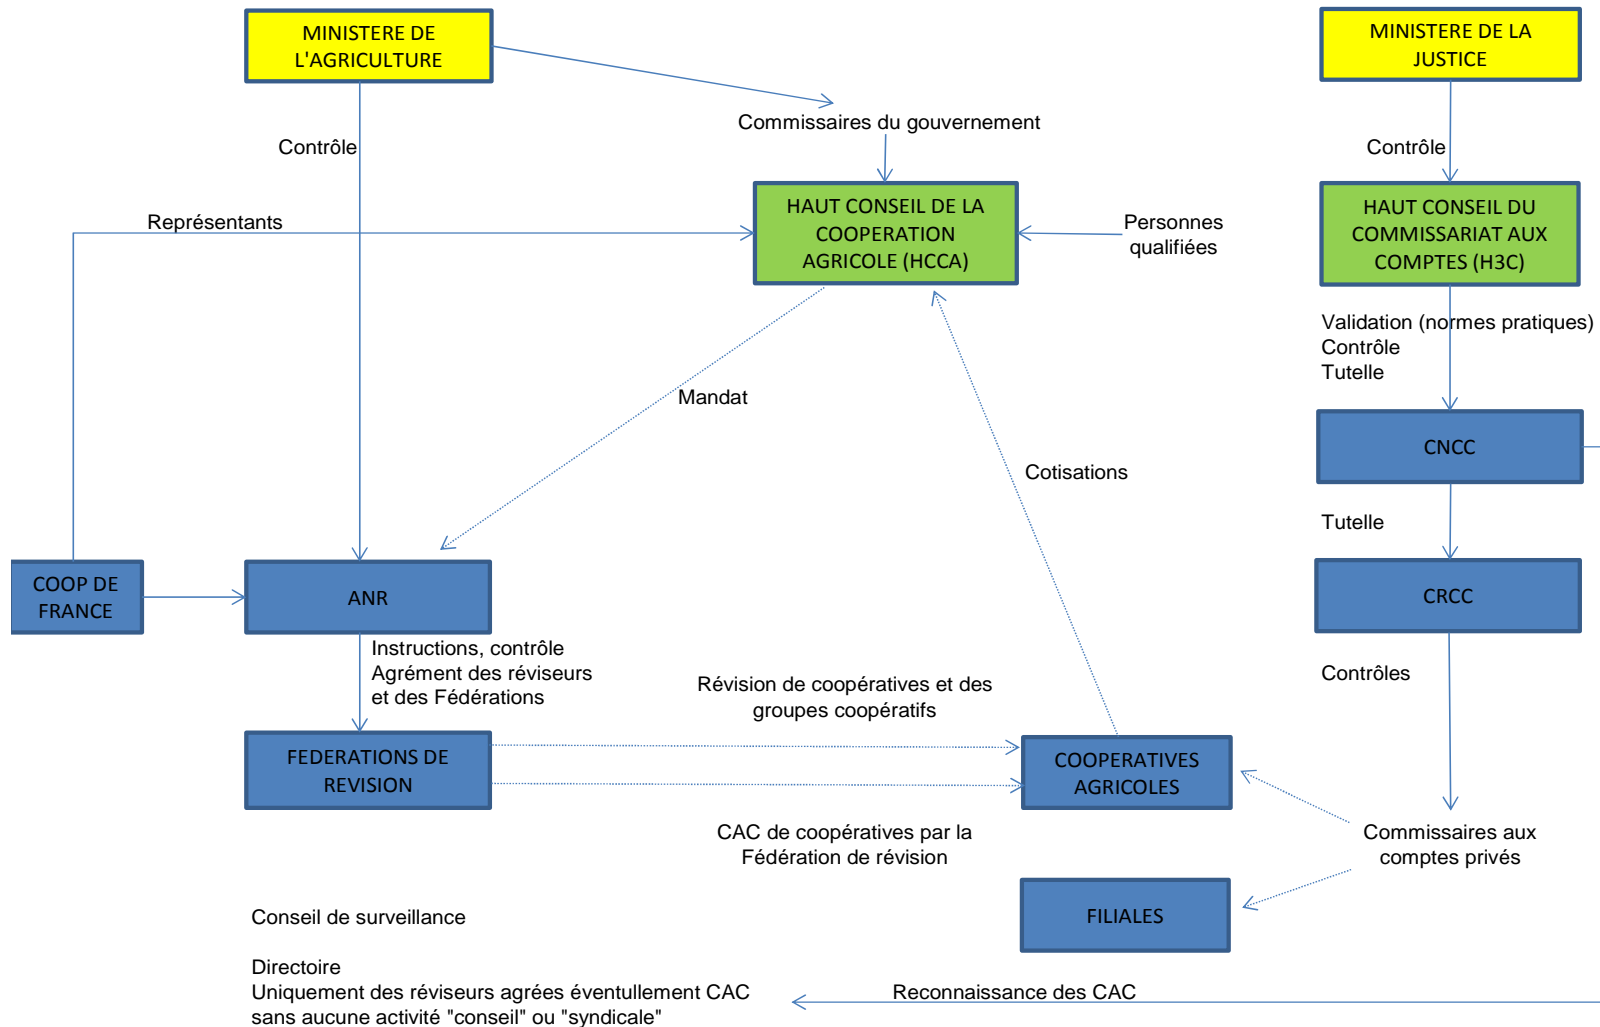 MINISTERE DE
L'AGRICULTURE
MINISTERE DE LA
JUSTICE
Commissaires du gouvernement
Contrôle
Contrôle
HAUT CONSEIL DE LA
COOPERATION
AGRICOLE (HCCA)
Représentants
Personnes
qualifiées
HAUT CONSEIL DU
COMMISSARIAT AUX
COMPTES (H3C)
Validation (normes pratiques)
Contrôle
Tutelle
Mandat
CNCC
Cotisations
Tutelle
COOP DE
FRANCE
ANR
CRCC
Instructions, contrôle
Agrément des réviseurs
et des Fédérations
Contrôles
Révision de coopératives et des
groupes coopératifs
FEDERATIONS DE
REVISION
COOPERATIVES
AGRICOLES
CAC de coopératives par la
Fédération de révision
Commissaires aux
comptes privés
FILIALES
Conseil de surveillance
Directoire
Uniquement des réviseurs agrées éventullement CAC
sans aucune activité "conseil" ou "syndicale"
Reconnaissance des CAC